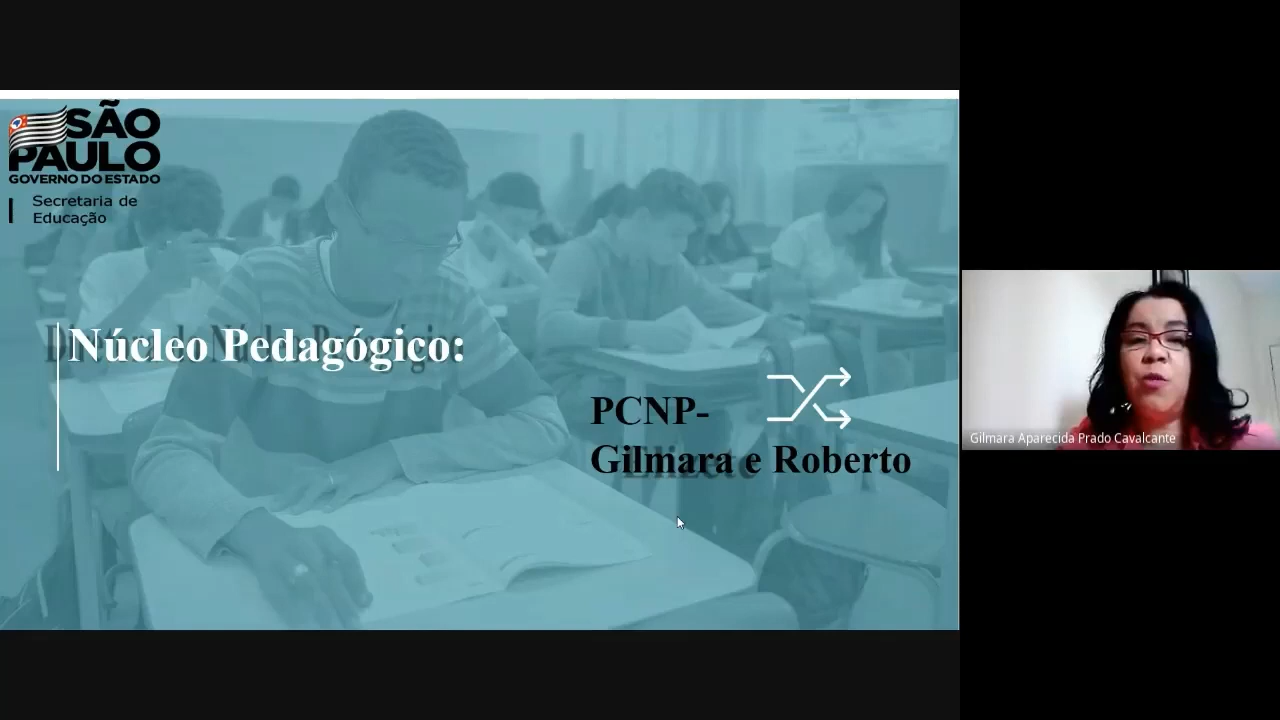 SÃO
PAULO
GOVERNO DO ESTADO
Secretaria de
Educação
Núcleo Pedagógico:
PCNP-
Gilmara e Roberto
Gilmara Aparecida Prado Cavalcante